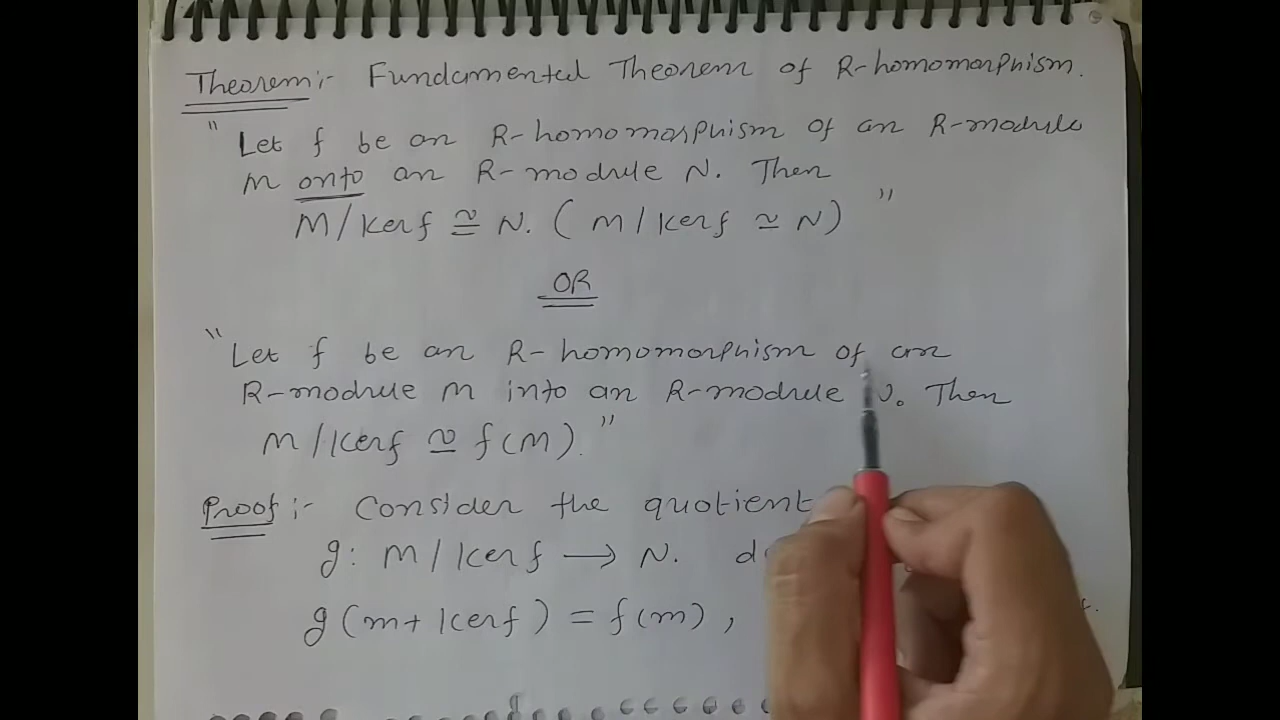 Theorem:- Fundamental Theorem of R-homomorphism.
" Let f be an R-homomorphism of an R-module
M onto an R-module N. Then
M/Kerf ≅ N. ( M/Kerf ≃ N) "
OR
" Let f be an R-homomorphism of an
R-module M into an R-module N. Then
M/Kerf ≅ f(M). "
Proof:- Consider the quotient
g: M/Kerf → N.
g(m+Kerf) = f(m),